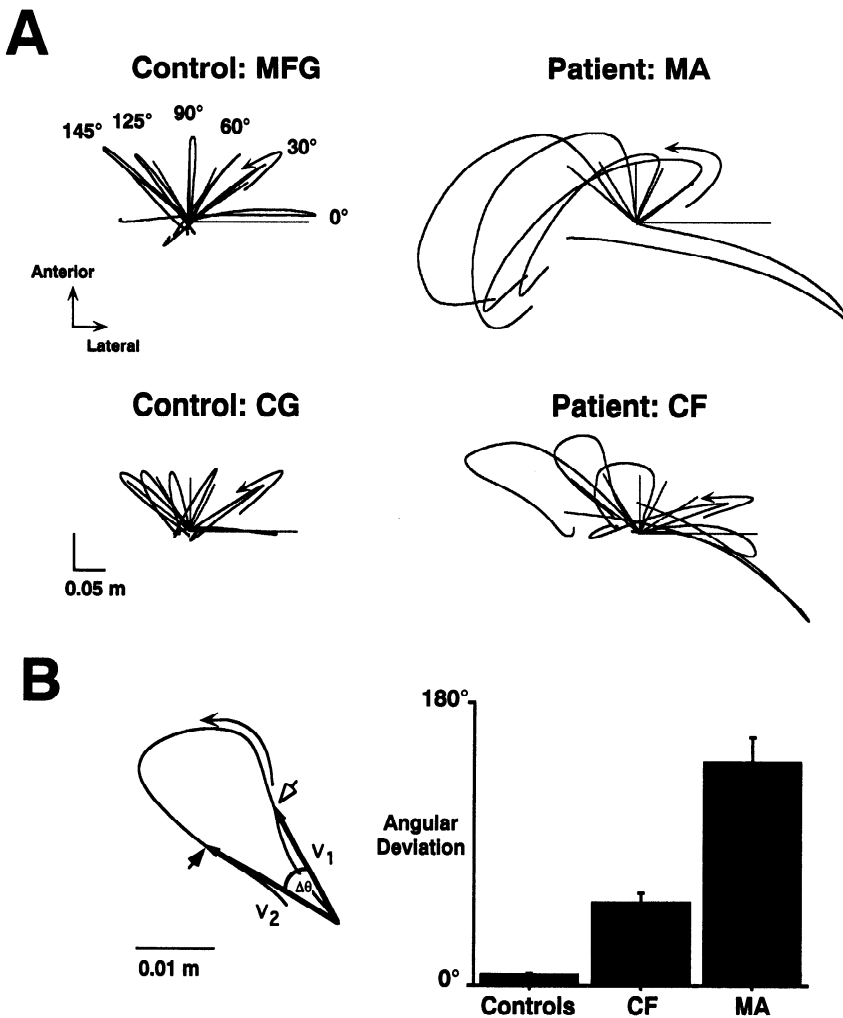 A
Control: MFG
Patient: MA
145° 125° 90° 60° 30°
0°
Anterior
Lateral
Control: CG
Patient: CF
0.05 m
B
V1
V2
Δθ
0.01 m
180°
Angular
Deviation
0°
Controls CF MA